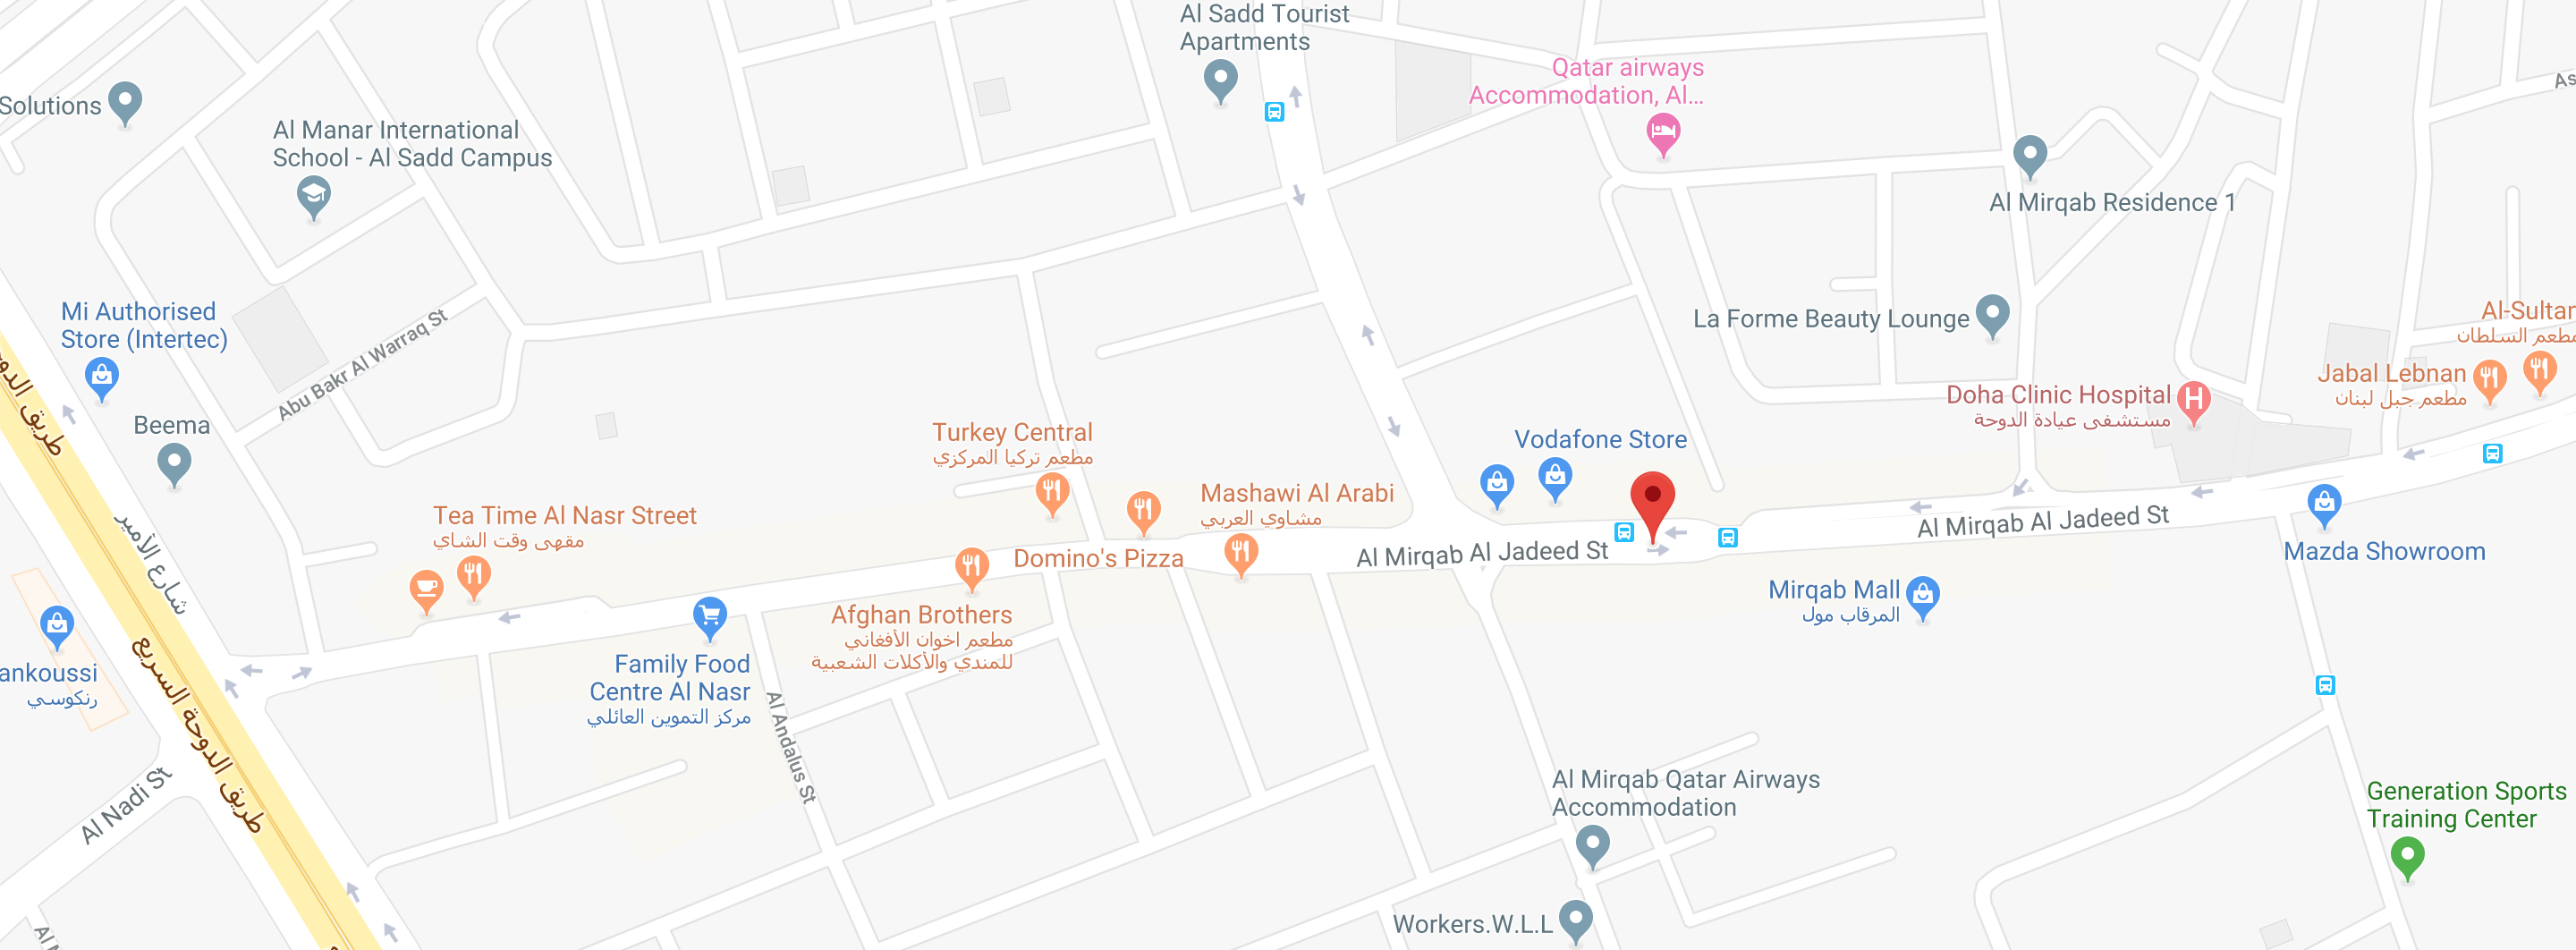 Al Sadd Tourist
Apartments
Qatar airways
Accommodation, Al...
Solutions
Al Manar International
School - Al Sadd Campus
Al Mirqab Residence 1
Mi Authorised
Store (Intertec)
Abu Bakr Al Warraq St
La Forme Beauty Lounge
Al-Sultan
مطعم السلطان
Jabal Lebnan
مطعم جبل لبنان
Doha Clinic Hospital
مستشفى عيادة الدوحة
Beema
Turkey Central
مطعم تركيا المركزي
Vodafone Store
Mashawi Al Arabi
مشاوي العربي
Tea Time Al Nasr Street
مقهى وقت الشاي
Domino's Pizza
Al Mirqab Al Jadeed St
Al Mirqab Al Jadeed St
Mazda Showroom
شارع الأمير
Mirqab Mall
المرقاب مول
Afghan Brothers
مطعم اخوان الأفغاني
للمندي والأكلات الشعبية
Family Food
Centre Al Nasr
مركز التموين العائلي
ankoussi
رنكوسي
طريق الدوحة السريع
Al Andalus St
Al Nadi St
Al Mirqab Qatar Airways
Accommodation
Generation Sports
Training Center
Workers.W.L.L